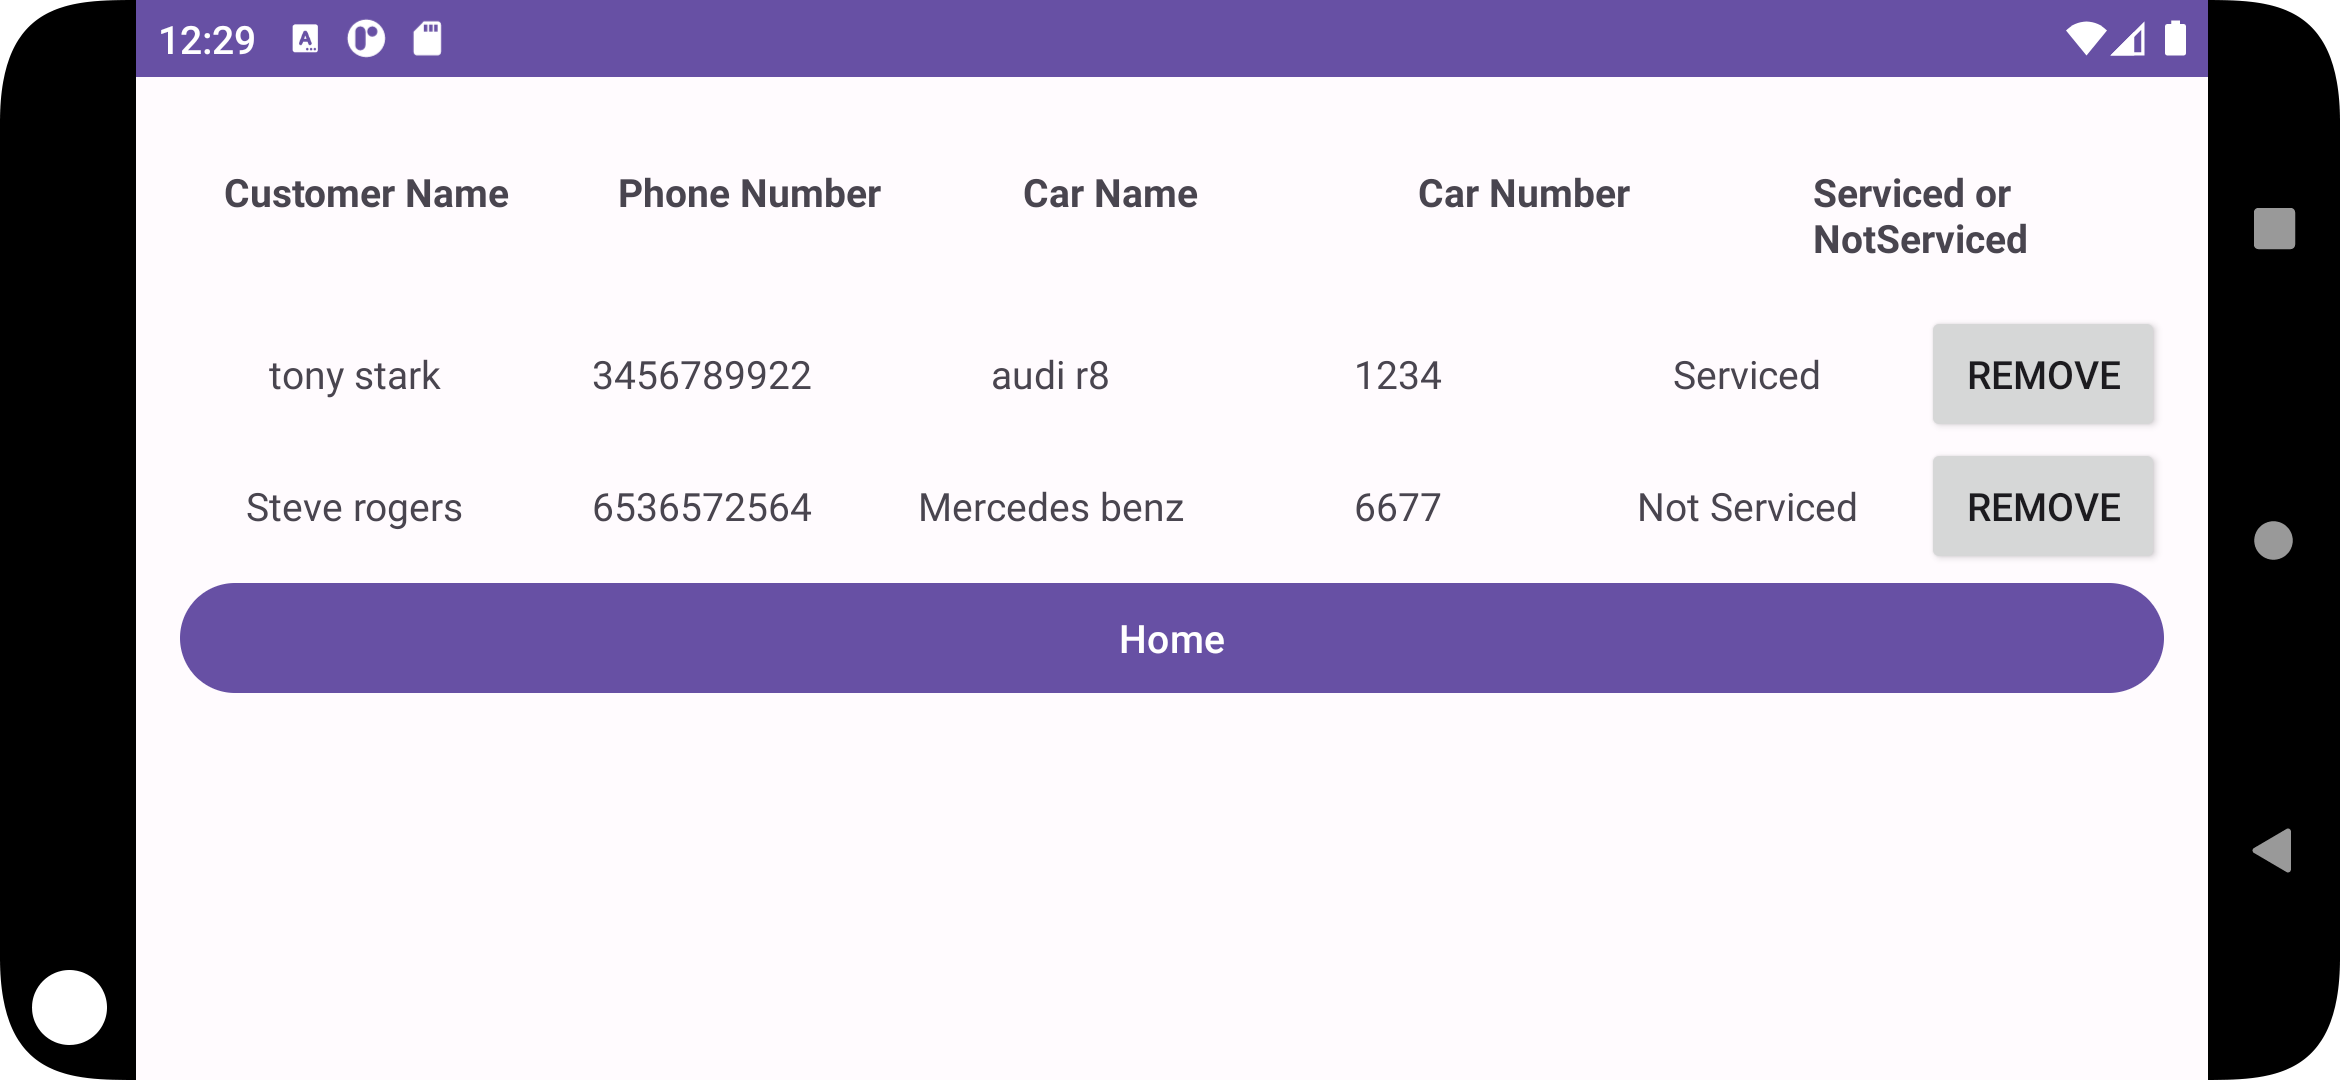 12:29
Customer Name Phone Number Car Name Car Number Serviced or
NotServiced
tony stark 3456789922 audi r8 1234 Serviced REMOVE
Steve rogers 6536572564 Mercedes benz 6677 Not Serviced REMOVE
Home